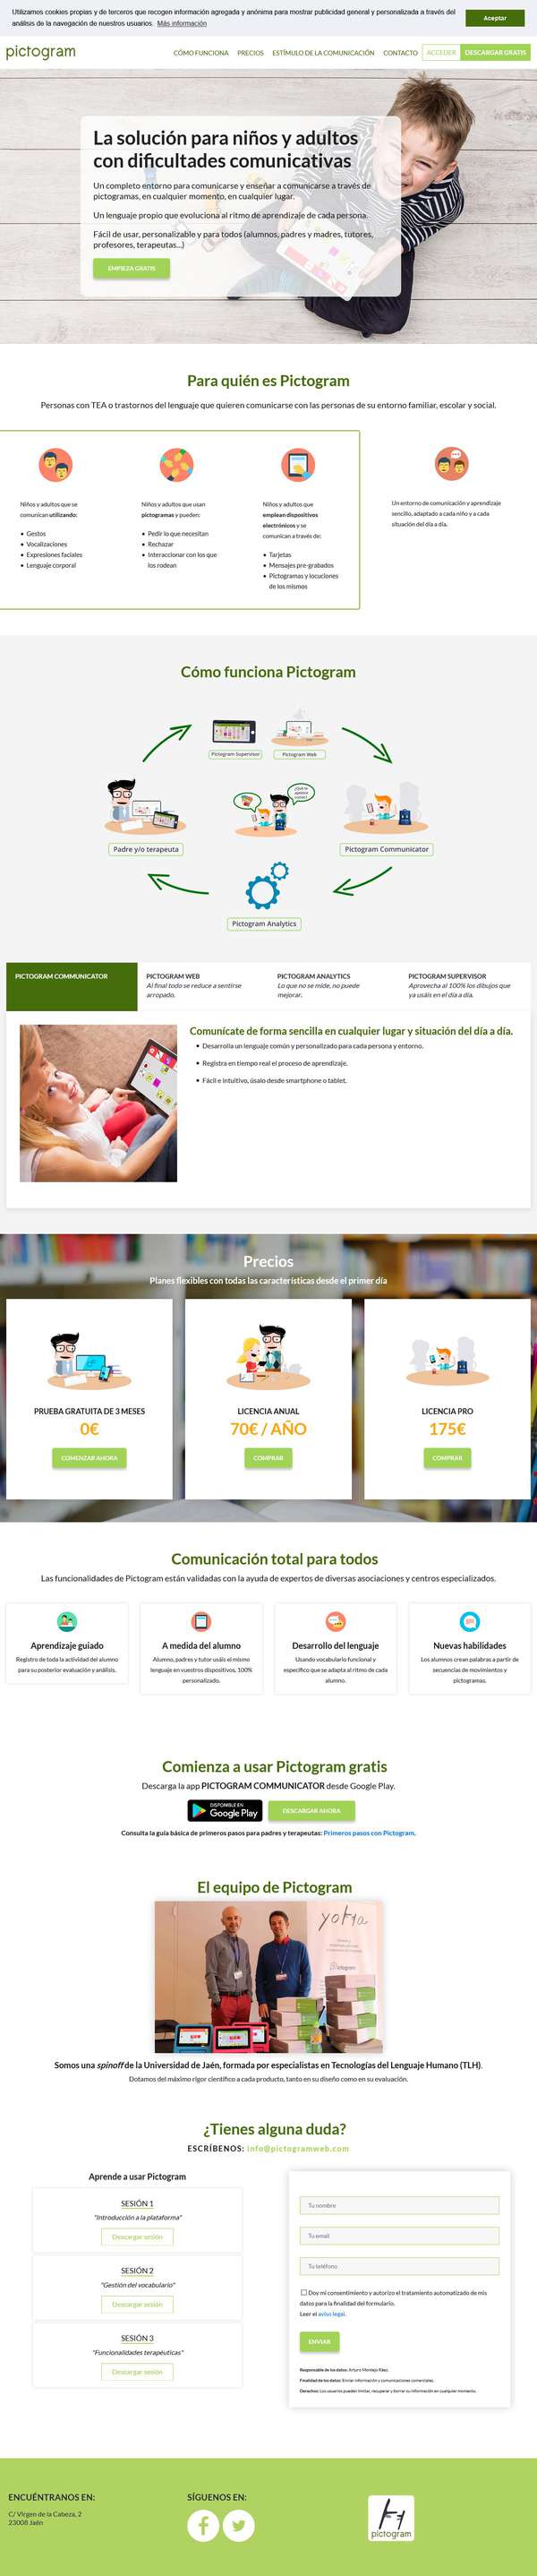 Utilizamos cookies propias y de terceros que recogen información agregada y anónima para mostrar publicidad general y personalizada a través del
análisis de la navegación de nuestros usuarios. Más información
Aceptar
pictogram
CÓMO FUNCIONA PRECIOS ESTÍMULO DE LA COMUNICACIÓN CONTACTO ACCEDER DESCARGAR GRATIS
La solución para niños y adultos
con dificultades comunicativas
Un completo entorno para comunicarse y enseñar a comunicarse a través de
pictogramas, en cualquier momento, en cualquier lugar.
Un lenguaje propio que evoluciona al ritmo de aprendizaje de cada persona.
Fácil de usar, personalizable y para todos (alumnos, padres y madres, tutores,
profesores, terapeutas...)
EMPIEZA GRATIS
Para quién es Pictogram
Personas con TEA o trastornos del lenguaje que quieren comunicarse con las personas de su entorno familiar, escolar y social.
Niños y adultos que se
comunican utilizando:
Gestos
Vocalizaciones
Expresiones faciales
Lenguaje corporal
Niños y adultos que usan
pictogramas y pueden:
Pedir lo que necesitan
Rechazar
Interaccionar con los que
los rodean
Niños y adultos que
emplean dispositivos
electrónicos y se
comunican a través de:
Tarjetas
Mensajes pre-grabados
Pictogramas y locuciones
de los mismos
Un entorno de comunicación y aprendizaje
sencillo, adaptado a cada niño y a cada
situación del día a día.
Cómo funciona Pictogram
Pictogram Supervisor
Pictogram Web
Padre y/o terapeuta
Pictogram Communicator
Pictogram Analytics
PICTOGRAM COMMUNICATOR
PICTOGRAM WEB
Al final todo se reduce a sentirse
arropado.
PICTOGRAM ANALYTICS
Lo que no se mide, no puede
mejorar.
PICTOGRAM SUPERVISOR
Aprovecha al 100% los dibujos que
ya usáis en el día a día.
Comunícate de forma sencilla en cualquier lugar y situación del día a día.
Desarrolla un lenguaje común y personalizado para cada persona y entorno.
Registra en tiempo real el proceso de aprendizaje.
Fácil e intuitivo, úsalo desde smartphone o tablet.
Precios
Planes flexibles con todas las características desde el primer día
PRUEBA GRATUITA DE 3 MESES
0€
COMENZAR AHORA
LICENCIA ANUAL
70€ / AÑO
COMPRAR
LICENCIA PRO
175€
COMPRAR
Comunicación total para todos
Las funcionalidades de Pictogram están validadas con la ayuda de expertos de diversas asociaciones y centros especializados.
Aprendizaje guiado
Registro de toda la actividad del alumno
para su posterior evaluación y análisis.
A medida del alumno
Alumno, padres y tutor usáis el mismo
lenguaje en vuestros dispositivos, 100%
personalizado.
Desarrollo del lenguaje
Usando vocabulario funcional y
específico que se adapta al ritmo de cada
alumno.
Nuevas habilidades
Los alumnos crean palabras a partir de
secuencias de movimientos y
pictogramas.
Comienza a usar Pictogram gratis
Descarga la app PICTOGRAM COMMUNICATOR desde Google Play.
DISPONIBLE EN
Google Play
DESCARGAR AHORA
Consulta la guía básica de primeros pasos para padres y terapeutas: Primeros pasos con Pictogram.
El equipo de Pictogram
yokta
Pictogram
Somos una spinoff de la Universidad de Jaén, formada por especialistas en Tecnologías del Lenguaje Humano (TLH).
Dotamos del máximo rigor científico a cada producto, tanto en su diseño como en su evaluación.
¿Tienes alguna duda?
ESCRÍBENOS: info@pictogramweb.com
Aprende a usar Pictogram
SESIÓN 1
"Introducción a la plataforma"
Descargar sesión
SESIÓN 2
"Gestión del vocabulario"
Descargar sesión
SESIÓN 3
"Funcionalidades terapéuticas"
Descargar sesión
Tu nombre
Tu email
Tu teléfono
Doy mi consentimiento y autorizo el tratamiento automatizado de mis
datos para la finalidad del formulario.
Leer el aviso legal.
ENVIAR
Responsable de los datos: Arturo Montejo Ráez.
Finalidad de los datos: Enviar información y comunicaciones comerciales.
Derechos: Los usuarios pueden limitar, recuperar y borrar su información en cualquier momento.
ENCUÉNTRANOS EN:
C/ Virgen de la Cabeza, 2
23008 Jaén
SÍGUENOS EN:
pictogram